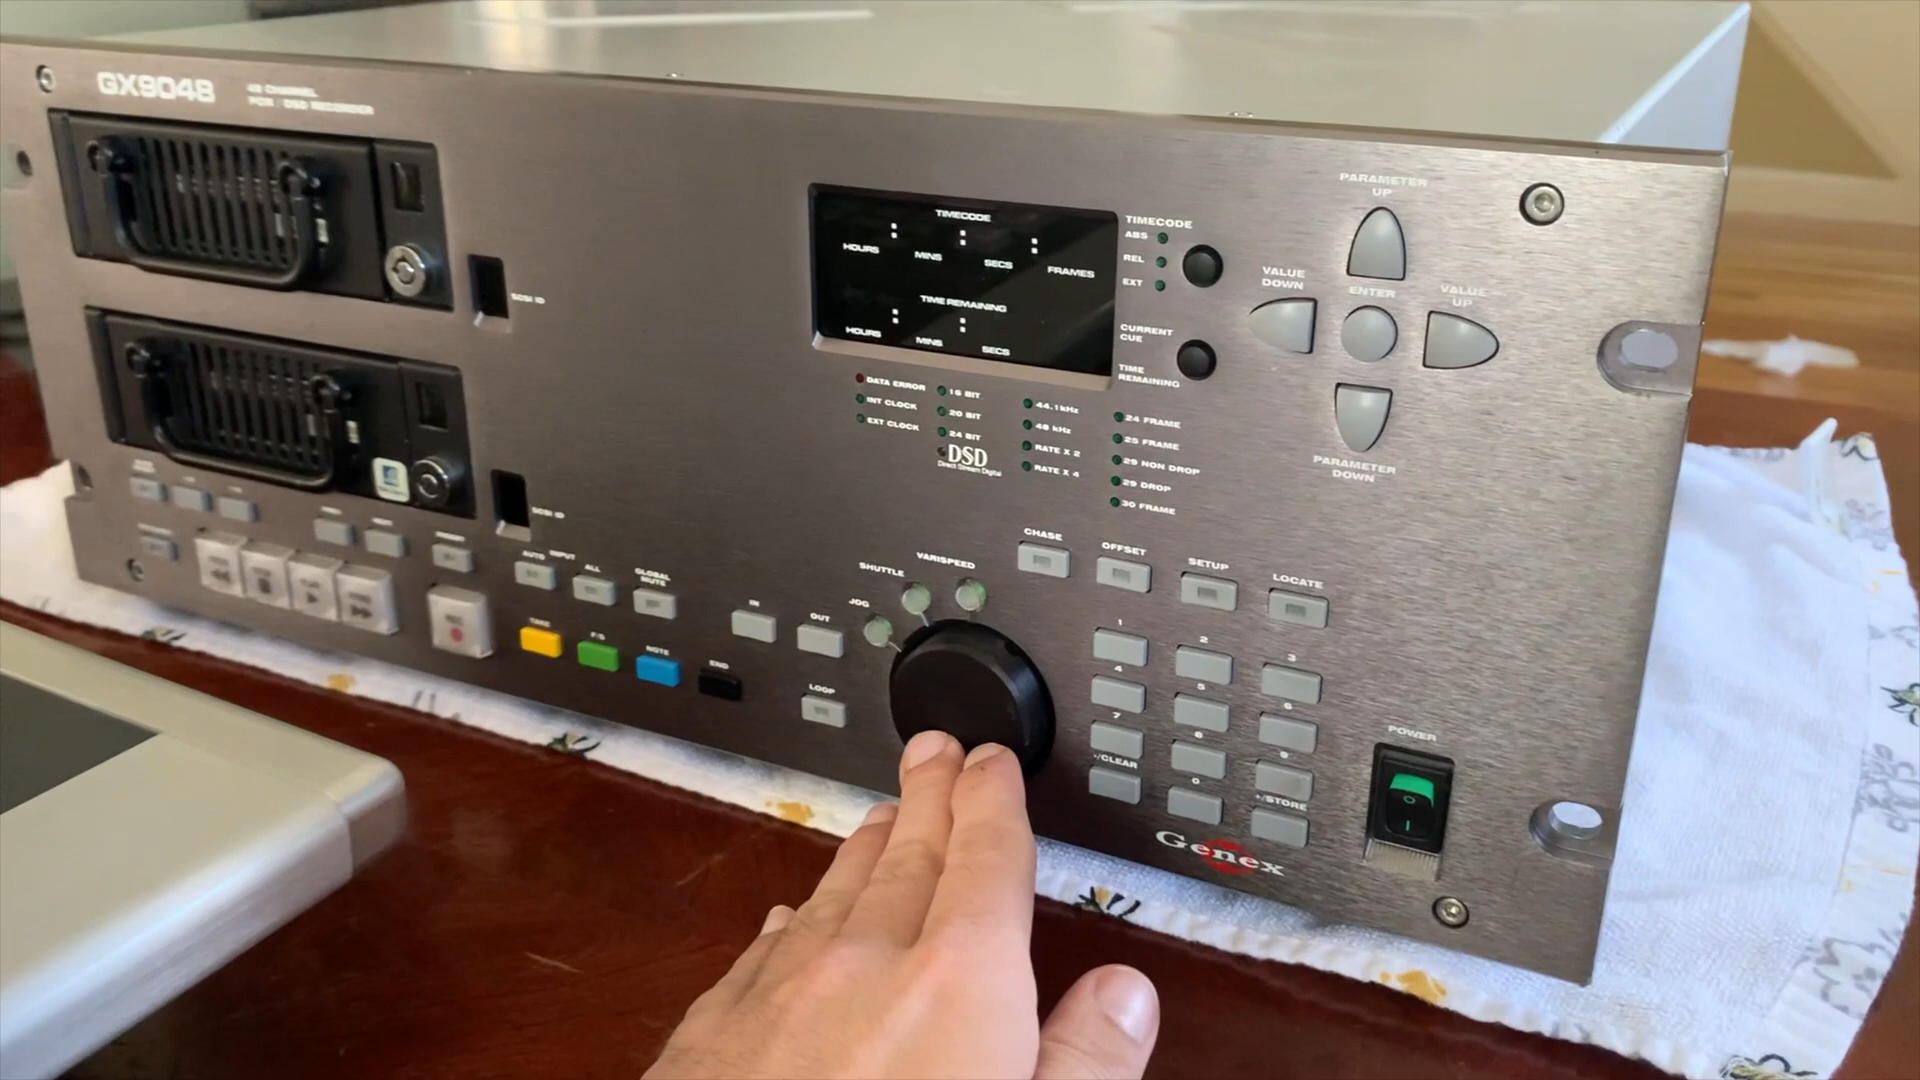 GX9048
48 CHANNEL
PCM / DSD RECORDER
SCSI ID
SCSI ID
TIMECODE
HOURS
MINS
SECS
FRAMES
TIME REMAINING
HOURS
MINS
SECS
TIMECODE
ABS
REL
EXT
CURRENT
CUE
TIME
REMAINING
PARAMETER
UP
VALUE
DOWN
ENTER
VALUE
UP
PARAMETER
DOWN
DATA ERROR
INT CLOCK
EXT CLOCK
16 BIT
20 BIT
24 BIT
DSD
Direct Stream Digital
44.1kHz
48 kHz
RATE X 2
RATE X 4
24 FRAME
25 FRAME
29 NON DROP
29 DROP
30 FRAME
AUTO
INPUT
ALL
GLOBAL
MUTE
REC
TAKE
F/S
NOTE
END
IN
OUT
LOOP
JOG
SHUTTLE
VARISPEED
CHASE
OFFSET
SETUP
LOCATE
1
2
3
4
5
6
7
8
9
-/CLEAR
0
+/STORE
POWER
Genex